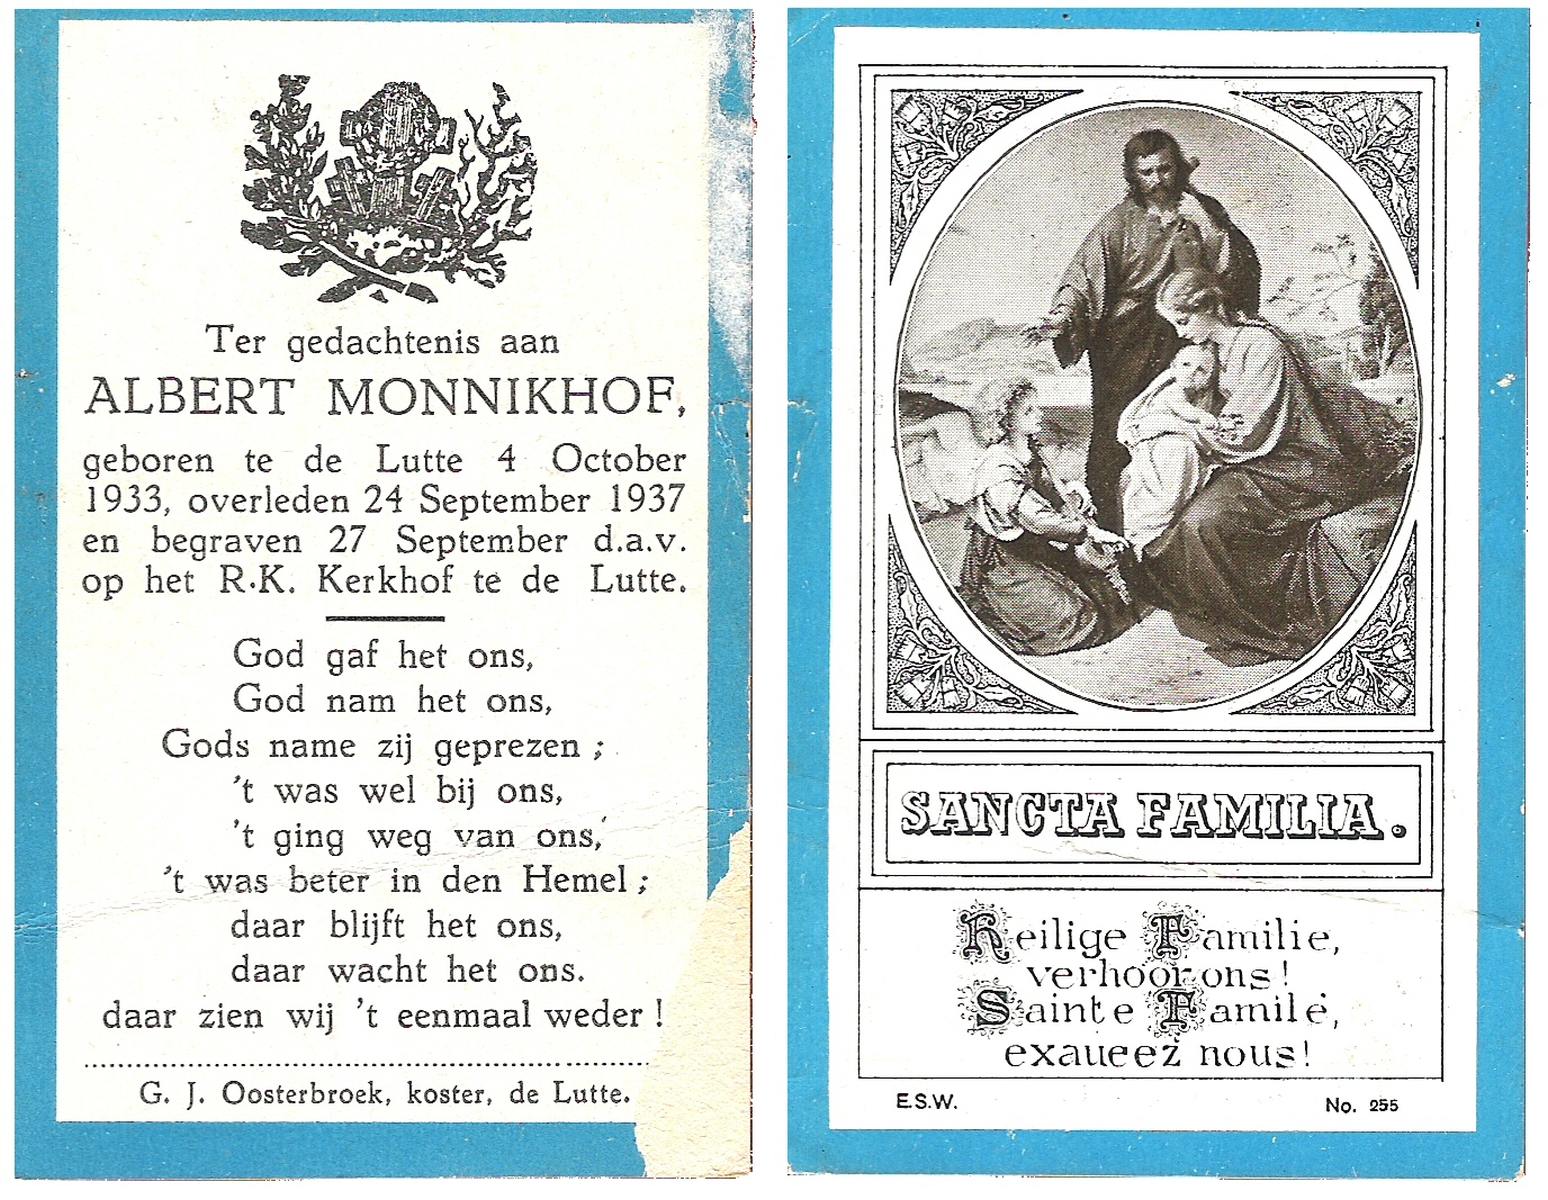 Ter gedachtenis aan
ALBERT MONNIKHOF,
geboren te de Lutte 4 October
1933, overleden 24 September 1937
en begraven 27 September d.a.v.
op het R.K. Kerkhof te de Lutte.
God gaf het ons,
God nam het ons,
Gods name zij geprezen ;
't was wel bij ons,
't ging weg van ons,
't was beter in den Hemel ;
daar blijft het ons,
daar wacht het ons.
daar zien wij 't eenmaal weder !
G. J. Oosterbroek, koster, de Lutte.
SANCTA FAMILIA.
Heilige Familie,
verhoor ons !
Sainte Familé,
exaueez nous!
E.S.W.
No. 255